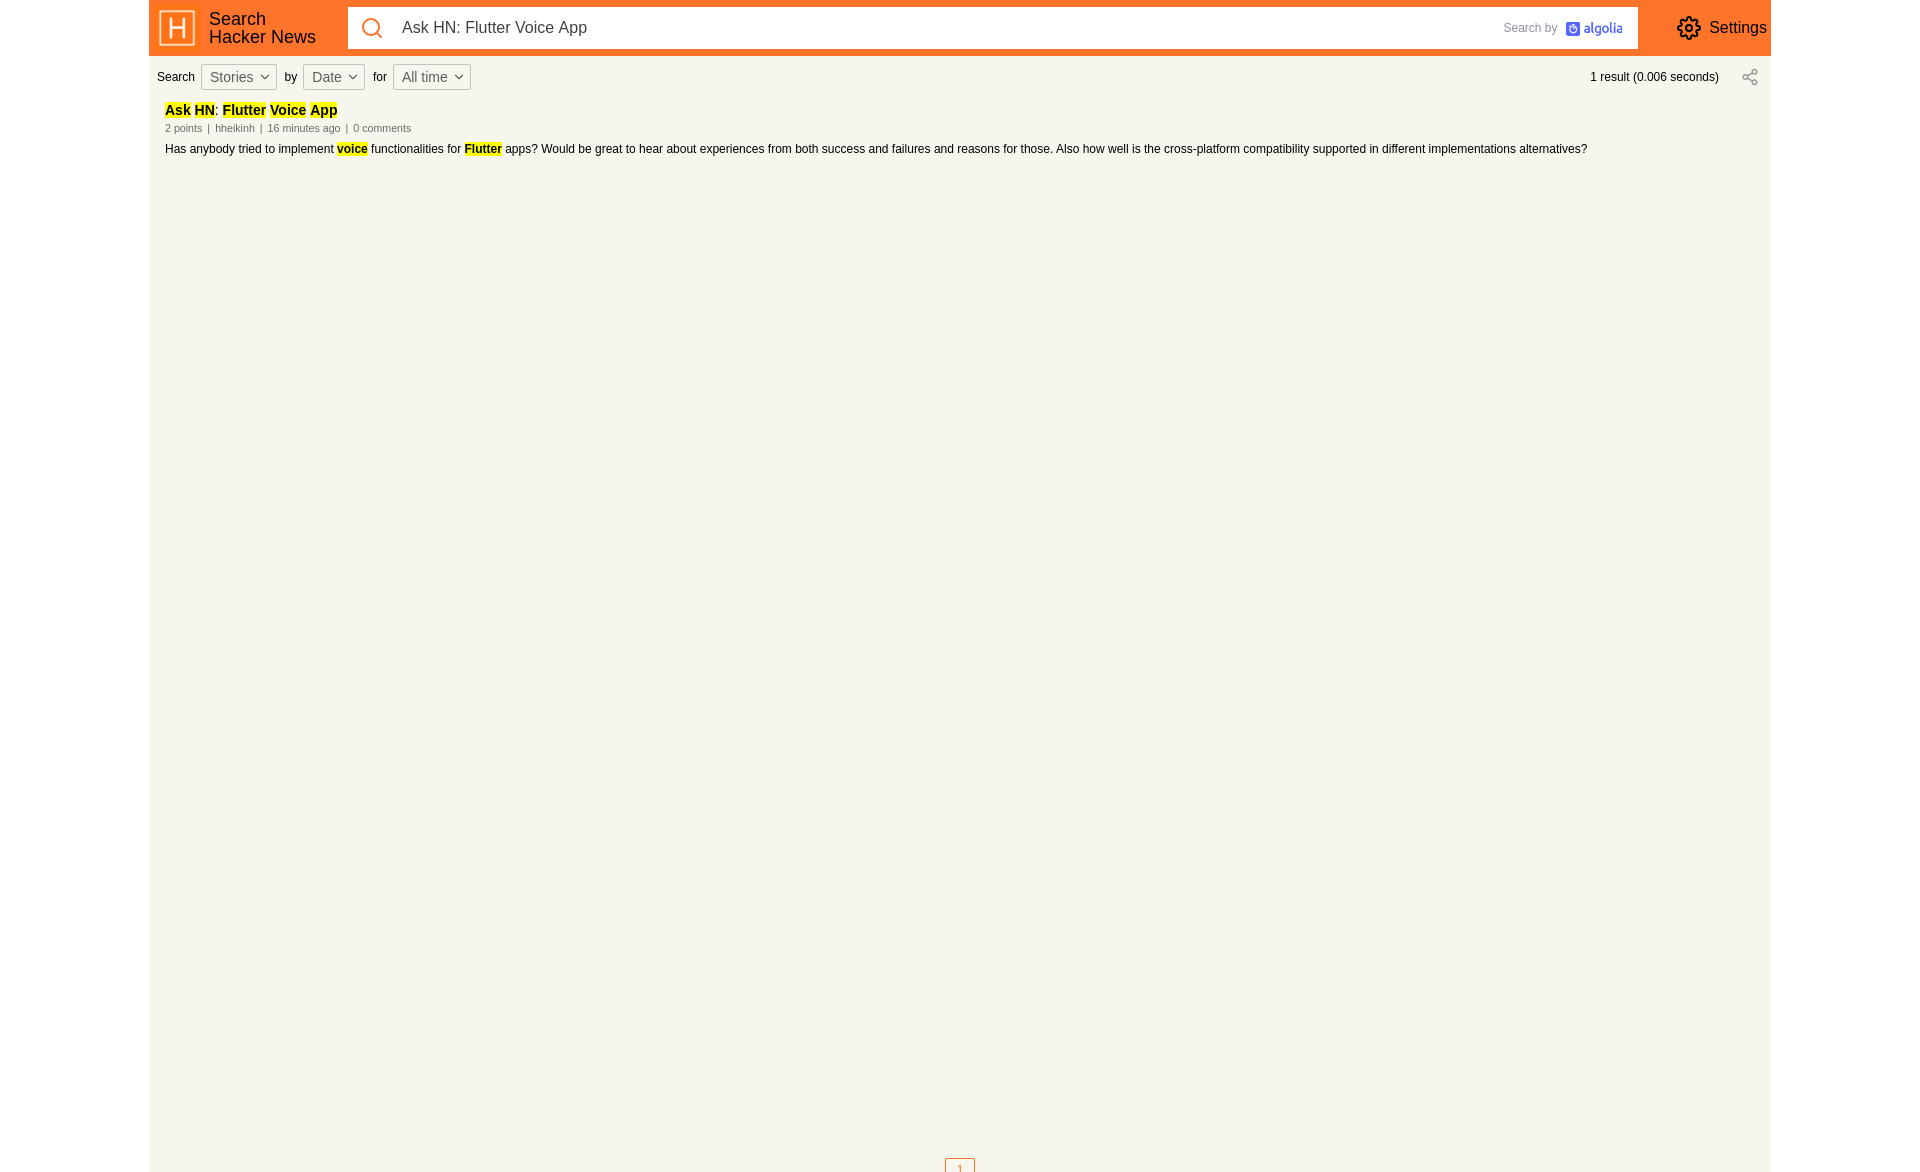 Search
Hacker News
Ask HN: Flutter Voice App
Search by algolia
Settings
Search Stories by Date for All time
1 result (0.006 seconds)
Ask HN: Flutter Voice App
2 points | hheikinh | 16 minutes ago | 0 comments
Has anybody tried to implement voice functionalities for Flutter apps? Would be great to hear about experiences from both success and failures and reasons for those. Also how well is the cross-platform compatibility supported in different implementations alternatives?
1